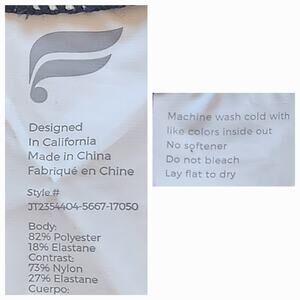 Designed
In California
Made in China
Fabriqué en Chine
Style #
JT2354404-5667-17050
Body:
82% Polyester
18% Elastane
Contrast:
73% Nylon
27% Elastane
Cuerpo:
Machine wash cold with
like colors inside out
No softener
Do not bleach
Lay flat to dry